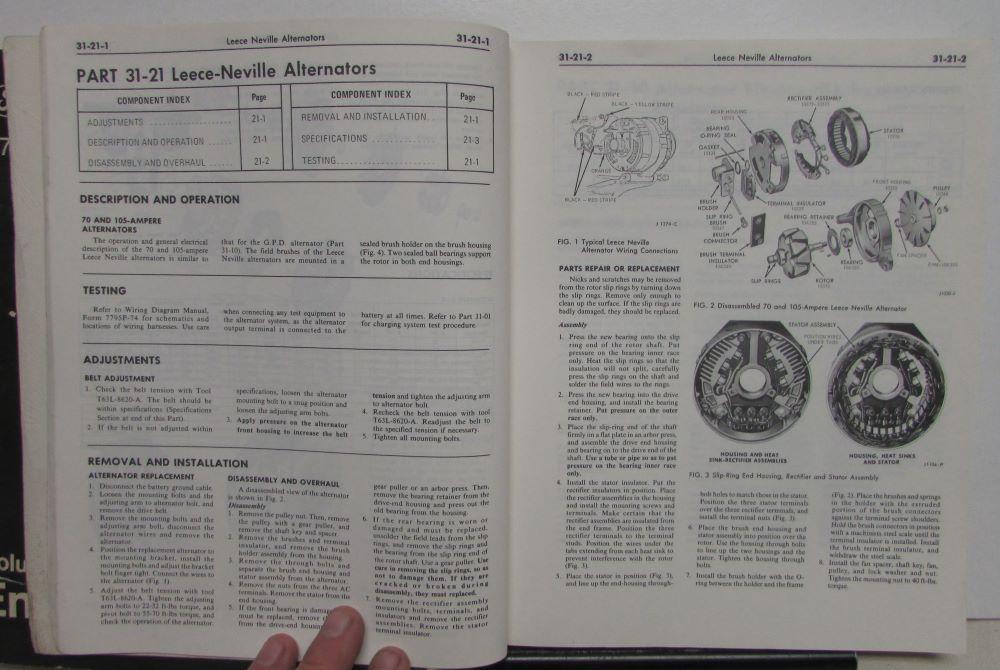 31-21-1
Leece Neville Alternators
31-21-1
PART 31-21 Leece-Neville Alternators
COMPONENT INDEX
Page
COMPONENT INDEX
Page
ADJUSTMENTS
21-1
REMOVAL AND INSTALLATION
21-1
DESCRIPTION AND OPERATION
21-1
SPECIFICATIONS
21-3
DISASSEMBLY AND OVERHAUL
21-2
TESTING
21-1
DESCRIPTION AND OPERATION
70 AND 105-AMPERE
ALTERNATORS
The operation and general electrical
description of the 70 and 105-ampere
Leece Neville alternators is similar to
that for the G.P.D. alternator (Part
31-10). The field brushes of the Leece
Neville alternators are mounted in a
sealed brush holder on the brush housing
(Fig. 4). Two sealed ball bearings support
the rotor in both end housings.
TESTING
Refer to Wiring Diagram Manual,
Form 7795P-74 for schematics and
locations of wiring harnesses. Use care
when connecting any test equipment to
the alternator system, as the alternator
output terminal is connected to the
battery at all times. Refer to Part 31-01
for charging system test procedure
ADJUSTMENTS
BELT ADJUSTMENT
1. Check the belt tension with Tool
T63L-8620-A. The belt should be
within specifications (Specifications
Section at end of this Part).
2. If the belt is not adjusted within
specifications, loosen the alternator
mounting bolt to a snug position and
loosen the adjusting arm bolts.
3. Apply pressure on the alternator
front housing to increase the belt
tension and tighten the adjusting arm
to alternator bolt.
4. Recheck the belt tension with tool
T63L-8620-A. Readjust the belt to
the specified tension if necessary.
5. Tighten all mounting bolts.
REMOVAL AND INSTALLATION
ALTERNATOR REPLACEMENT
1. Disconnect the battery ground cable.
2. Loosen the mounting bolts and the
adjusting arm to alternator bolt, and
remove the drive belt.
3. Remove the mounting bolts and the
adjusting arm bolt, disconnect the
alternator wires and remove the
alternator.
4. Position the replacement alternator to
the mounting bracket, install the
mounting bolts and adjust the bracket
bolt finger tight. Connect the wires to
the alternator (Fig. 1).
5. Adjust the belt tension with tool
T63L-8620-A. Tighten the adjusting
arm bolts to 22-32 ft-lbs torque, and
pivot bolt to 55-70 ft-lbs torque, and
check the operation of the alternator.
DISASSEMBLY AND OVERHAUL
A disassembled view of the alternator
is shown in Fig. 2.
Disassembly
1. Remove the pulley nut. Then, remove
the pulley with a gear puller, and
remove the shaft key and spacer
2. Remove the brushes and terminal
insulator, and remove the brush
holder assembly from the housing.
3. Remove the through bolts and
separate the brush end housing and
stator assembly from the alternator.
4. Remove the nuts from the three AC
terminals. Remove the stator from the
end housing.
5. If the front bearing is
must be replaced, remove
from the drive-end
gear puller or an arbor press. Then,
remove the bearing retainer from the
drive-end housing and press out the
old bearing from the housing.
6. If the rear bearing is worn or
damaged and must be replaced,
unsolder the field leads from the slip
rings, and remove the slip rings and
the bearing from the slip ring end of
the rotor shaft. Use a gear puller. Use
care in removing the slip rings, so as
not to damage them. If they are
cracked or broken during
disassembly, they must be replaced.
7. Remove the rectifier assembly
mounting bolts, terminals, and
insulators and remove the rectifier
assemblies. Remove the stator
terminal insulator.
31-21-2
Leece Neville Alternators
31-21-2
BLACK - RED STRIPE
BLACK - YELLOW STRIPE
ORANGE
BLACK - RED STRIPE
J 1274-C
FIG. 1 Typical Leece Neville
Alternator Wiring Connections
RECTIFIER ASSEMBLY
REAR HOUSING
BEARING
O-RING SEAL
GASKET
STATOR
FRONT HOUSING
PULLEY
BRUSH
HOLDER
TERMINAL INSULATOR
SLIP RING
BRUSH
BEARING RETAINER
BRUSH
CONNECTOR
BRUSH TERMINAL
INSULATOR
BEARING
FAN SPACER
SLIP RINGS
ROTOR
FIG. 2 Disassembled 70 and 105-Ampere Leece Neville Alternator
PARTS REPAIR OR REPLACEMENT
Nicks and scratches may be removed
from the rotor slip rings by turning down
the slip rings. Remove only enough to
clean up the surface. If the slip rings are
badly damaged, they should be replaced.
Assembly
1. Press the new bearing onto the slip
ring end of the rotor shaft. Put
pressure on the bearing inner race
only. Heat the slip rings so that the
insulation will not split, carefully
press the slip rings on the shaft and
solder the field wires to the rings.
2. Press the new bearing into the drive
end housing, and install the bearing
retainer. Put pressure on the outer
race only.
3. Place the slip-ring end of the shaft
firmly on a flat plate in an arbor press,
and assemble the drive end housing
and bearing on to the drive end of the
shaft. Use a tube or pipe so as to put
pressure on the bearing inner race
only.
4. Install the stator insulator. Put the
rectifier insulators in position. Place
the rectifier assemblies in the housing
and install the mounting screws and
terminals. Make certain that the
rectifier assemblies are insulated from
the end frame. Position the three
rectifier terminals to the terminal
studs. Position the wires under the
tabs extending from each heat sink to
prevent interference with the rotor
(Fig. 3).
5. Place the stator in position (Fig. 3),
and line up the end-housing through-
STATOR ASSEMBLY
POSITION WIRES
UNDER TABS
HOUSING AND HEAT
SINK-RECTIFIER ASSEMBLIES
HOUSING, HEAT SINKS
AND STATOR
FIG. 3 Slip-Ring End Housing, Rectifier and Stator Assembly
bolt holes to match those in the stator.
Position the three stator terminals
over the three rectifier terminals, and
install the terminal nuts (Fig. 3)
6. Place the brush end housing and
stator assembly into position over the
rotor. Use the housing through bolts
to line up the two housings and the
stator. Tighten the housing through
bolts.
7. Install the brush holder with the O-
ring between the holder and the frame
(Fig. 2). Place the brushes and springs
in the holder with the extruded
portion of the brush connectors
against the terminal screw shoulders.
Hold the brush connectors in position
with a machinists steel scale until the
terminal insulator is installed. Install
the brush terminal insulator, and
withdraw the steel scale.
8. Install the fan spacer, shaft key, fan,
pulley, and lock washer and nut.
Tighten the mounting nut to 40 ft-lbs.
torque.